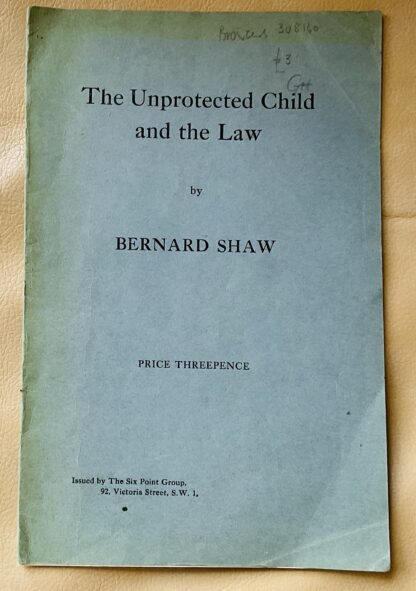 308160
£3
The Unprotected Child
and the Law
by
BERNARD SHAW
PRICE THREEPENCE
Issued by The Six Point Group,
92, Victoria Street, S.W. 1.